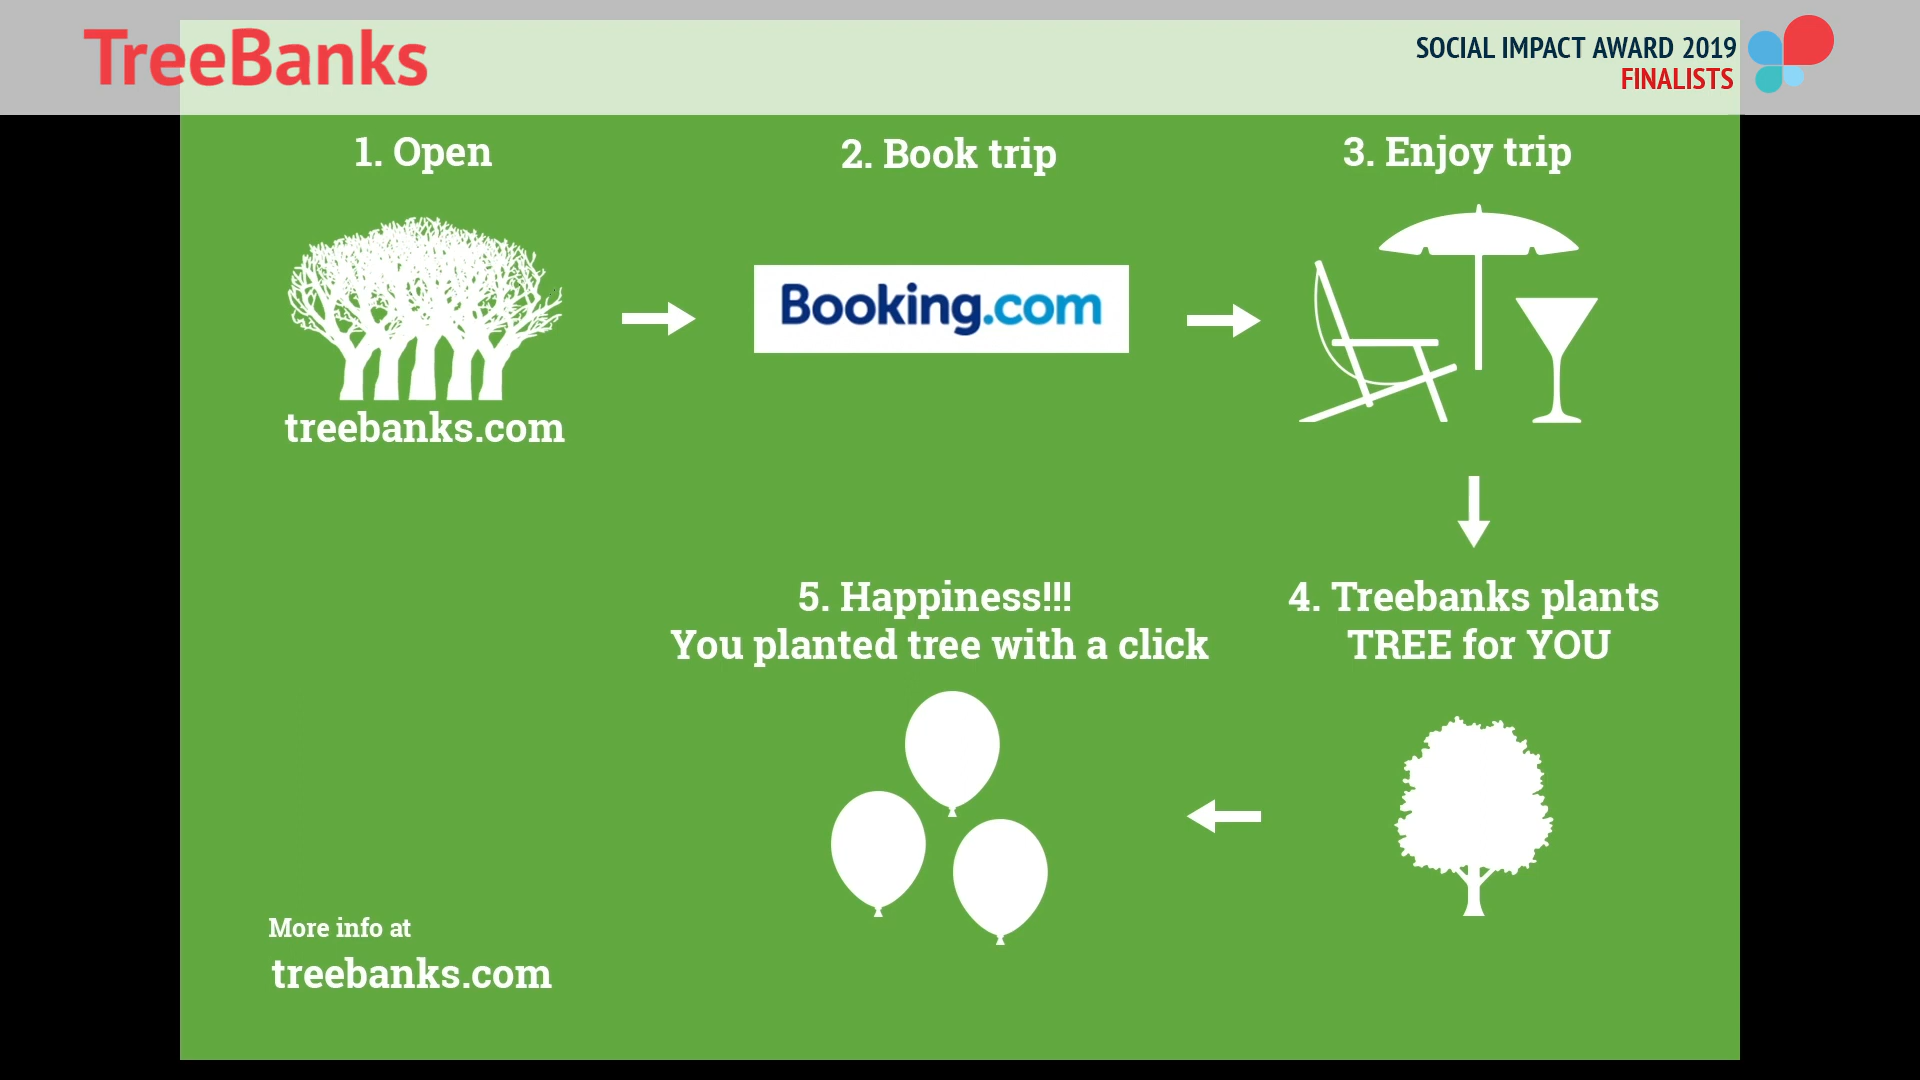 TreeBanks
SOCIAL IMPACT AWARD 2019
FINALISTS
1. Open
2. Book trip
3. Enjoy trip
Booking.com
treebanks.com
4. Treebanks plants
TREE for YOU
5. Happiness!!!
You planted tree with a click
More info at
treebanks.com